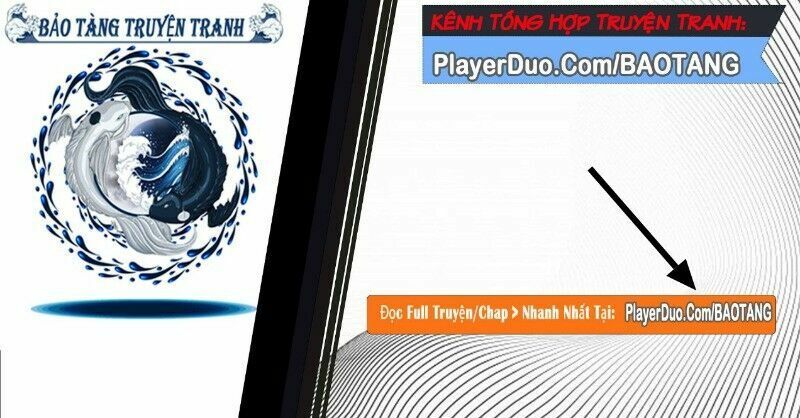 BẢO TÀNG TRUYỆN TRANH
KÊNH TỔNG HỢP TRUYỆN TRANH:
PlayerDuo.Com/BAOTANG
Đọc Full Truyện/Chap > Nhanh Nhất Tại: PlayerDuo.Com/BAOTANG